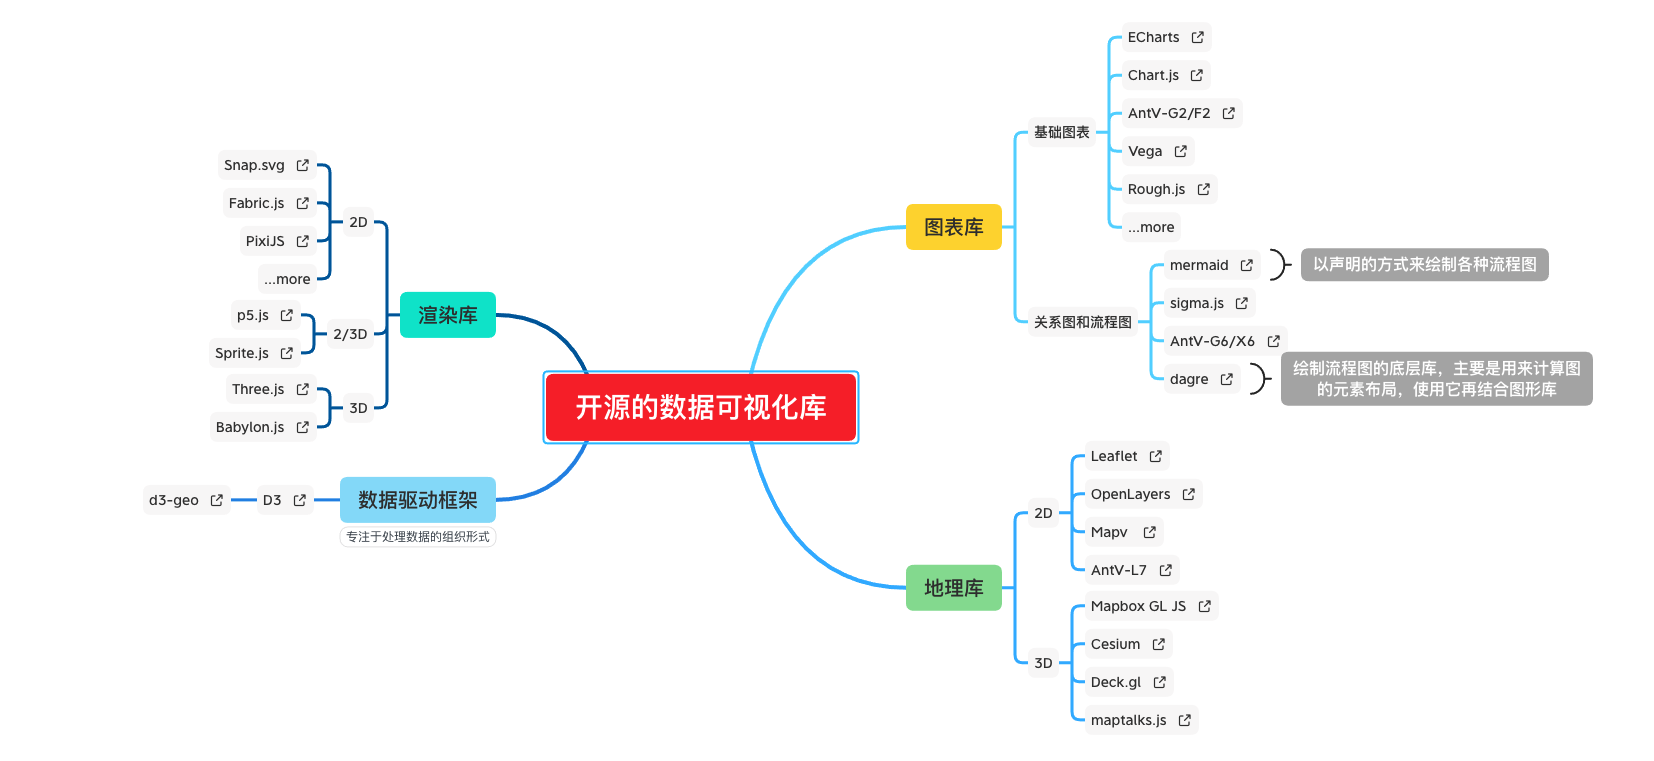 开源的数据可视化库
图表库
基础图表
ECharts
Chart.js
AntV-G2/F2
Vega
Rough.js
...more
关系图和流程图
mermaid
以声明的方式来绘制各种流程图
sigma.js
AntV-G6/X6
dagre
绘制流程图的底层库，主要是用来计算图
的元素布局，使用它再结合图形库
地理库
2D
Leaflet
OpenLayers
Mapv
AntV-L7
3D
Mapbox GL JS
Cesium
Deck.gl
maptalks.js
渲染库
2D
Snap.svg
Fabric.js
PixiJS
...more
2/3D
p5.js
Sprite.js
3D
Three.js
Babylon.js
数据驱动框架
专注于处理数据的组织形式
D3
d3-geo